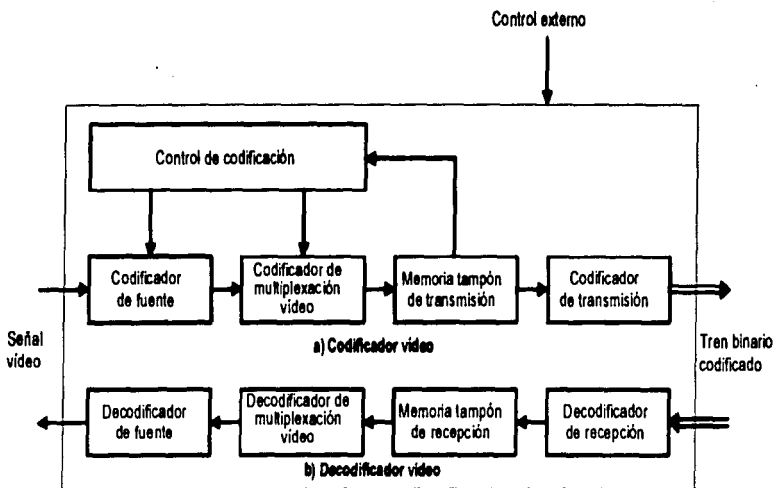 Control externo
Control de codificación
Codificador
de fuente
Codificador de
multiplexación
vídeo
Memoria tampón
de transmisión
Codificador
de transmisión
Señal
vídeo
a) Codificador vídeo
Tren binario
codificado
Decodificador
de fuente
Decodificador de
multiplexación
vídeo
Memoria tampón
de recepción
Decodificador
de recepción
b) Decodificador vídeo